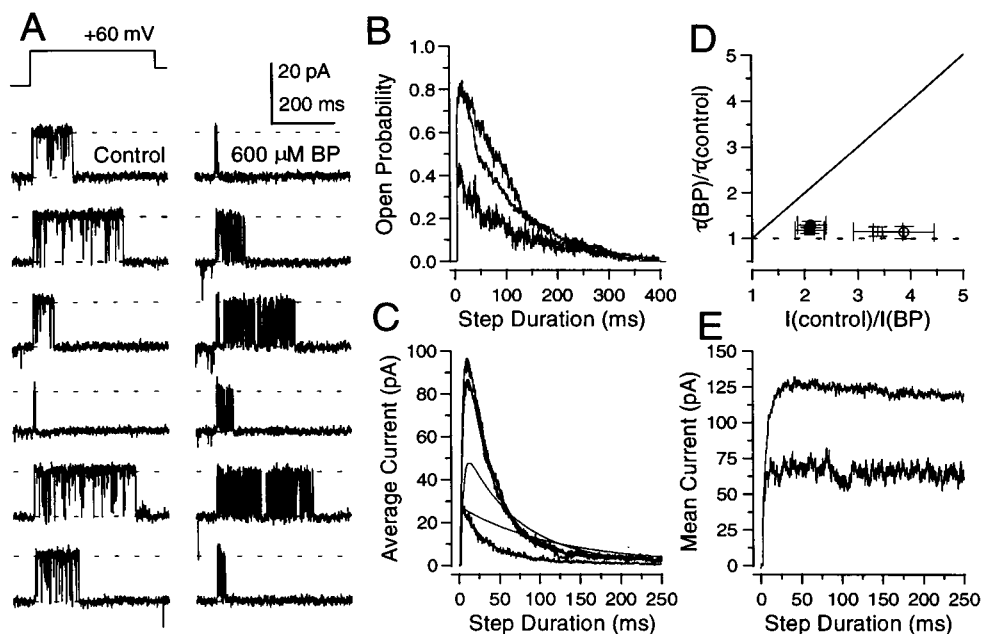 A
+60 mV
20 pA
200 ms
Control
600 µM BP
B
Open Probability
1.0
0.8
0.6
0.4
0.2
0.0
0
100
200
300
400
Step Duration (ms)
C
Average Current (pA)
100
80
60
40
20
0
0
50
100
150
200
250
Step Duration (ms)
D
τ(BP)/τ(control)
5
4
3
2
1
1
2
3
4
5
I(control)/I(BP)
E
Mean Current (pA)
150
125
100
75
50
25
0
0
50
100
150
200
250
Step Duration (ms)